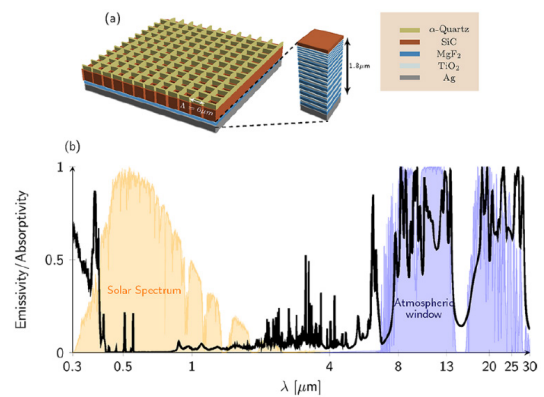 (a)
α-Quartz
SiC
MgF₂
TiO₂
Ag
1.8μm
Λ = 6μm
(b)
1
0.5
0
Emissivity/Absorptivity
Solar Spectrum
Atmospheric
window
0.3 0.5 1 4 8 13 20 25 30
λ [μm]